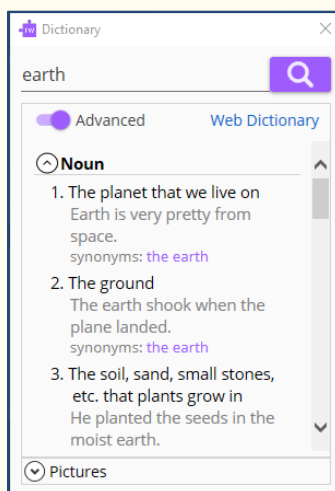 rw Dictionary
earth
Advanced Web Dictionary
Noun
1. The planet that we live on
Earth is very pretty from
space.
synonyms: the earth
2. The ground
The earth shook when the
plane landed.
synonyms: the earth
3. The soil, sand, small stones,
etc. that plants grow in
He planted the seeds in the
moist earth.
Pictures